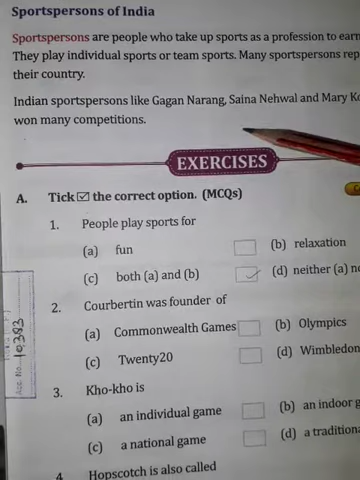 Sportspersons of India
Sportspersons are people who take up sports as a profession to earn
They play individual sports or team sports. Many sportspersons rep
their country.
Indian sportspersons like Gagan Narang, Saina Nehwal and Mary Ko
won many competitions.
EXERCISES
A. Tick ☑ the correct option. (MCQs)
1. People play sports for
(a) fun (b) relaxation
(c) both (a) and (b) (d) neither (a) no
2. Courbertin was founder of
(a) Commonwealth Games (b) Olympics
(c) Twenty20 (d) Wimbledon
3. Kho-kho is
(a) an individual game (b) an indoor g
(c) a national game (d) a traditiona
4 Hopscotch is also called
Acc No. 10383